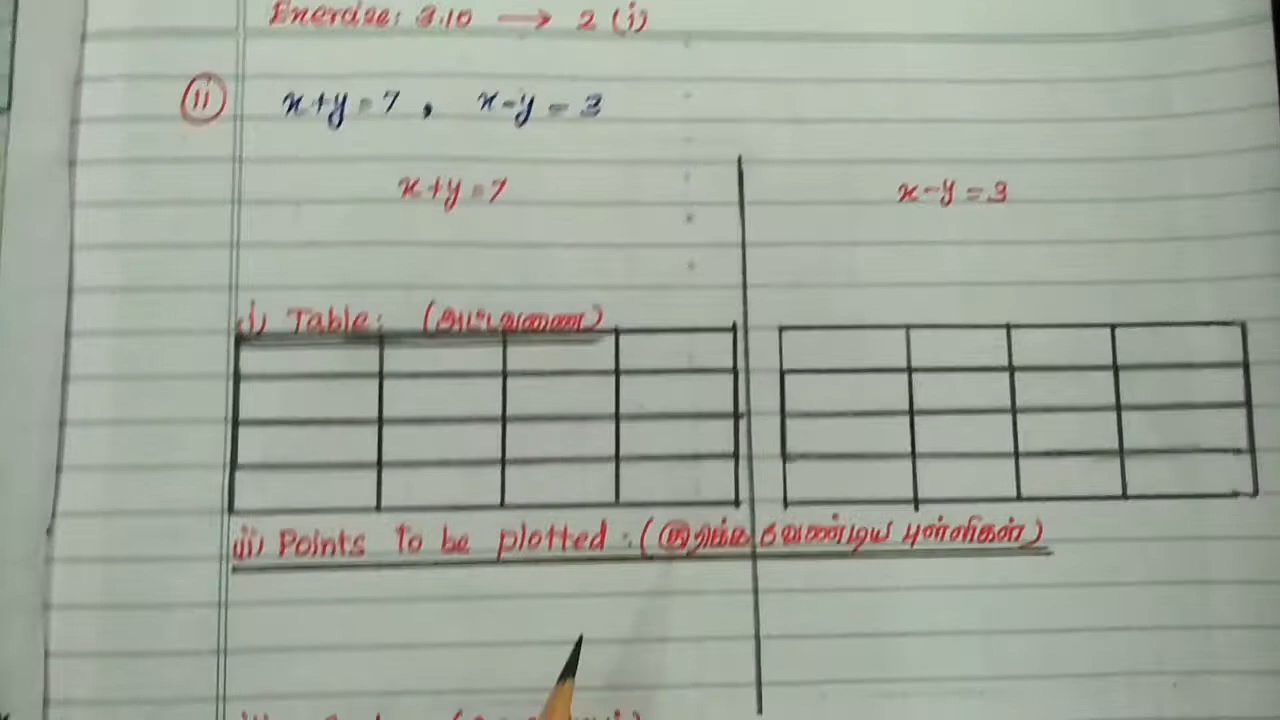 Exercise: 3.10 → 2 (i)
(ii) x+y=7, x-y=3
x+y=7
x-y=3
i) Table: (அட்டவணை)
ii) Points To be plotted: (குறிக்க வேண்டிய புள்ளிகள்)